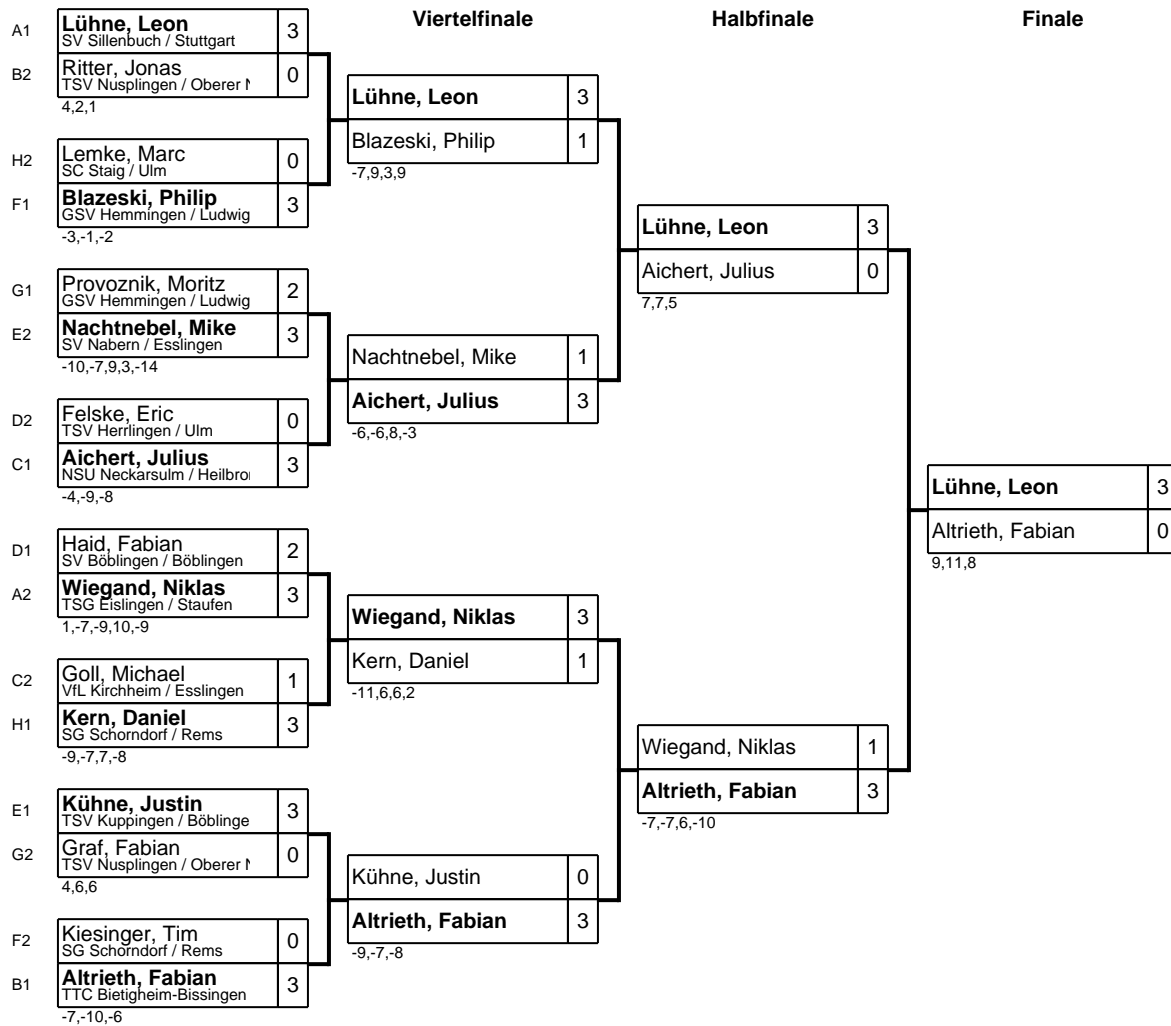 Viertelfinale
Halbfinale
Finale
A1
Lühne, Leon
SV Sillenbuch / Stuttgart
3
B2
Ritter, Jonas
TSV Nusplingen / Oberer
0
4,2,1
H2
Lemke, Marc
SC Staig / Ulm
0
F1
Blazeski, Philip
GSV Hemmingen / Ludwig
3
-3,-1,-2
G1
Provoznik, Moritz
GSV Hemmingen / Ludwig
2
E2
Nachtnebel, Mike
SV Nabern / Esslingen
3
-10,-7,9,3,-14
D2
Felske, Eric
TSV Herrlingen / Ulm
0
C1
Aichert, Julius
NSU Neckarsulm / Heilbro
3
-4,-9,-8
D1
Haid, Fabian
SV Böblingen / Böblingen
2
A2
Wiegand, Niklas
TSG Eislingen / Staufen
3
1,-7,-9,10,-9
C2
Goll, Michael
VfL Kirchheim / Esslingen
1
H1
Kern, Daniel
SG Schorndorf / Rems
3
-9,-7,7,-8
E1
Kühne, Justin
TSV Kuppingen / Böblinge
3
G2
Graf, Fabian
TSV Nusplingen / Oberer
0
4,6,6
F2
Kiesinger, Tim
SG Schorndorf / Rems
0
B1
Altrieth, Fabian
TTC Bietigheim-Bissingen
3
-7,-10,-6
Lühne, Leon
3
Blazeski, Philip
1
-7,9,3,9
Nachtnebel, Mike
1
Aichert, Julius
3
-6,-6,8,-3
Wiegand, Niklas
3
Kern, Daniel
1
-11,6,6,2
Kühne, Justin
0
Altrieth, Fabian
3
-9,-7,-8
Lühne, Leon
3
Aichert, Julius
0
7,7,5
Wiegand, Niklas
1
Altrieth, Fabian
3
-7,-7,6,-10
Lühne, Leon
3
Altrieth, Fabian
0
9,11,8